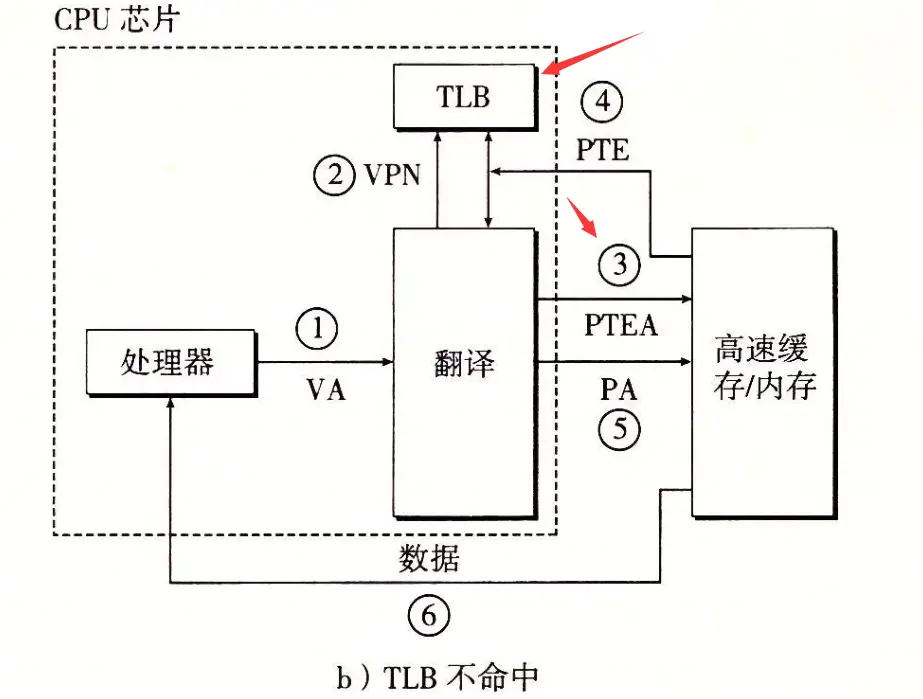 CPU 芯片
TLB
④
PTE
② VPN
③
PTEA
①
处理器
VA
翻译
高速缓
存/内存
PA
⑤
数据
⑥
b）TLB 不命中